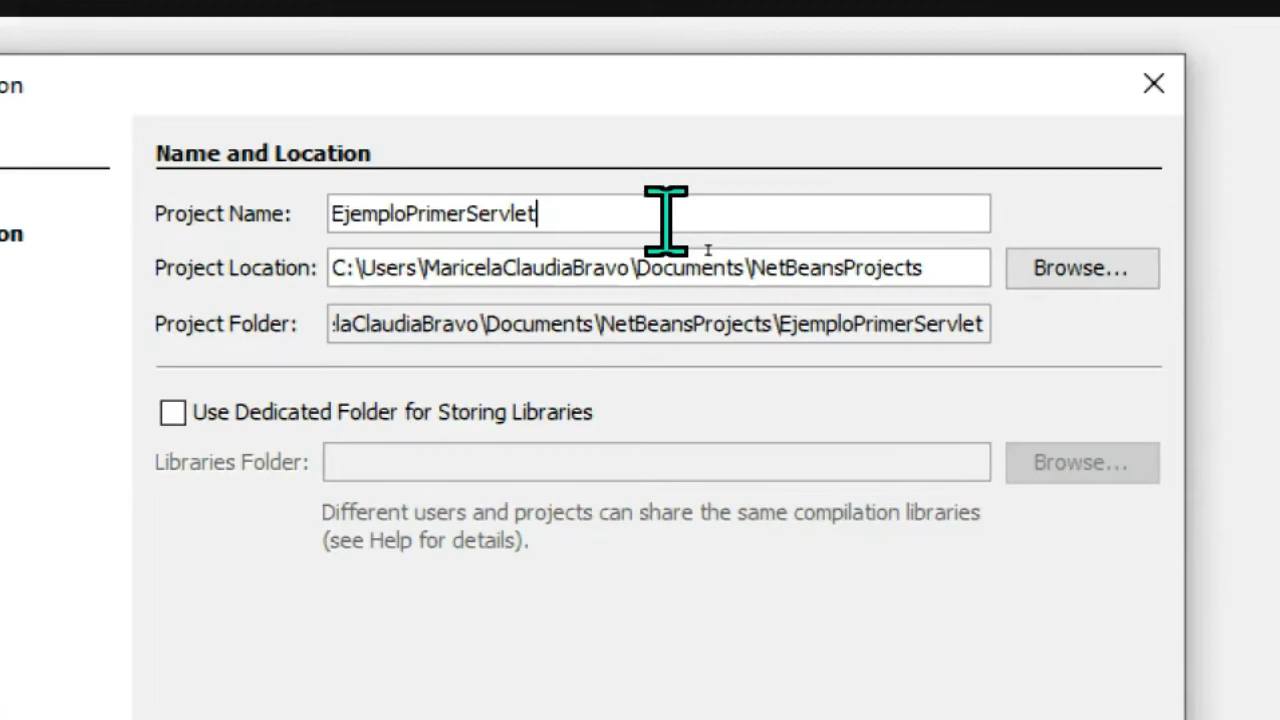 on
Name and Location
Project Name: EjemploPrimerServlet
on
Project Location: C:\Users\MaricelaClaudiaBravo\Documents\NetBeansProjects Browse...
Project Folder: laClaudiaBravo\Documents\NetBeansProjects\EjemploPrimerServlet
Use Dedicated Folder for Storing Libraries
Libraries Folder: Browse...
Different users and projects can share the same compilation libraries
(see Help for details).